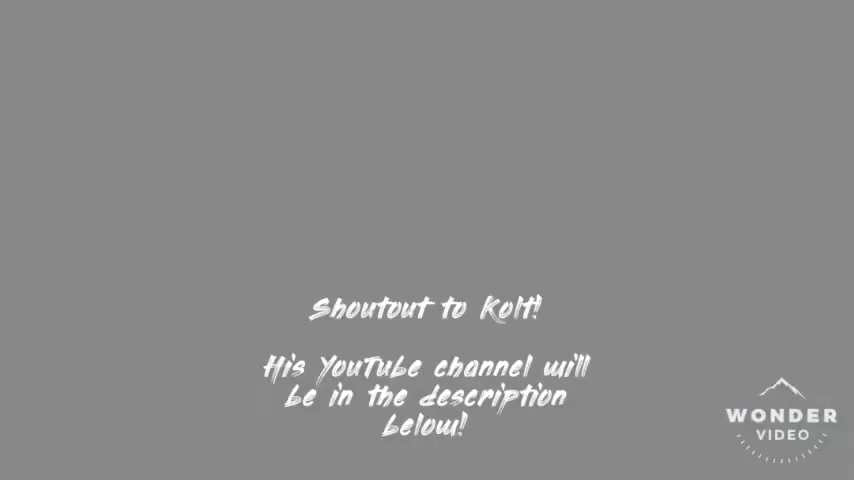 Shoutout to Kolt!
His YouTube channel will
be in the description
below!
WONDER
VIDEO